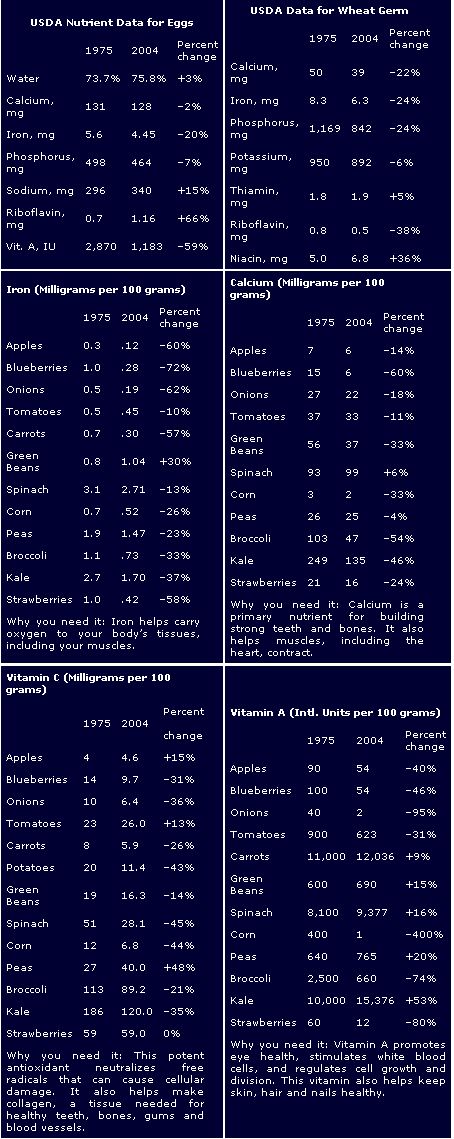 USDA Nutrient Data for Eggs
1975 2004 Percent change
Water 73.7% 75.8% +3%
Calcium, mg 131 128 −2%
Iron, mg 5.6 4.45 −20%
Phosphorus, mg 498 464 −7%
Sodium, mg 296 340 +15%
Riboflavin, mg 0.7 1.16 +66%
Vit. A, IU 2,870 1,183 −59%
USDA Data for Wheat Germ
1975 2004 Percent change
Calcium, mg 50 39 −22%
Iron, mg 8.3 6.3 −24%
Phosphorus, mg 1,169 842 −24%
Potassium, mg 950 892 −6%
Thiamin, mg 1.8 1.9 +5%
Riboflavin, mg 0.8 0.5 −38%
Niacin, mg 5.0 6.8 +36%
Iron (Milligrams per 100 grams)
1975 2004 Percent change
Apples 0.3 .12 −60%
Blueberries 1.0 .28 −72%
Onions 0.5 .19 −62%
Tomatoes 0.5 .45 −10%
Carrots 0.7 .30 −57%
Green Beans 0.8 1.04 +30%
Spinach 3.1 2.71 −13%
Corn 0.7 .52 −26%
Peas 1.9 1.47 −23%
Broccoli 1.1 .73 −33%
Kale 2.7 1.70 −37%
Strawberries 1.0 .42 −58%
Why you need it: Iron helps carry
oxygen to your body's tissues,
including your muscles.
Calcium (Milligrams per 100
grams)
1975 2004 Percent change
Apples 7 6 −14%
Blueberries 15 6 −60%
Onions 27 22 −18%
Tomatoes 37 33 −11%
Green Beans 56 37 −33%
Spinach 93 99 +6%
Corn 3 2 −33%
Peas 26 25 −4%
Broccoli 103 47 −54%
Kale 249 135 −46%
Strawberries 21 16 −24%
Why you need it: Calcium is a
primary nutrient for building
strong teeth and bones. It also
helps muscles, including the
heart, contract.
Vitamin C (Milligrams per 100
grams)
1975 2004 Percent change
Apples 4 4.6 +15%
Blueberries 14 9.7 −31%
Onions 10 6.4 −36%
Tomatoes 23 26.0 +13%
Carrots 8 5.9 −26%
Potatoes 20 11.4 −43%
Green Beans 19 16.3 −14%
Spinach 51 28.1 −45%
Corn 12 6.8 −44%
Peas 27 40.0 +48%
Broccoli 113 89.2 −21%
Kale 186 120.0 −35%
Strawberries 59 59.0 0%
Why you need it: This potent
antioxidant neutralizes free
radicals that can cause cellular
damage. It also helps make
collagen, a tissue needed for
healthy teeth, bones, gums and
blood vessels.
Vitamin A (Intl. Units per 100 grams)
1975 2004 Percent change
Apples 90 54 −40%
Blueberries 100 54 −46%
Onions 40 2 −95%
Tomatoes 900 623 −31%
Carrots 11,000 12,036 +9%
Green Beans 600 690 +15%
Spinach 8,100 9,377 +16%
Corn 400 1 −400%
Peas 640 765 +20%
Broccoli 2,500 660 −74%
Kale 10,000 15,376 +53%
Strawberries 60 12 −80%
Why you need it: Vitamin A promotes
eye health, stimulates white blood
cells, and regulates cell growth and
division. This vitamin also helps keep
skin, hair and nails healthy.